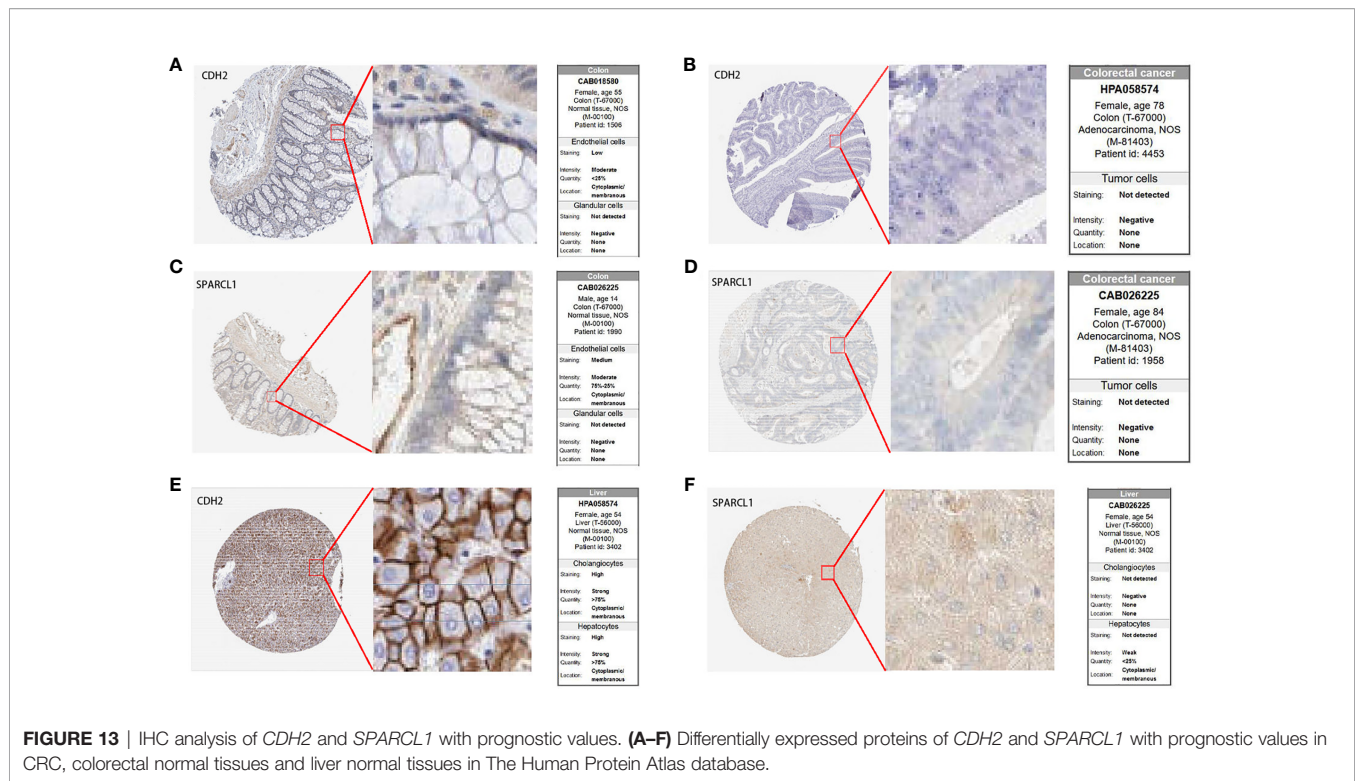 A
CDH2
Colon
CAB018580
Female, age 55
Colon (T-67000)
Normal tissue, NOS
(M-00100)
Patient id: 1506
Endothelial cells
Staining: Low
Intensity: Moderate
Quantity: <25%
Location: Cytoplasmic/
membranous
Glandular cells
Staining: Not detected
Intensity: Negative
Quantity: None
Location: None
B
CDH2
Colorectal cancer
HPA058574
Female, age 78
Colon (T-67000)
Adenocarcinoma, NOS
(M-81403)
Patient id: 4453
Tumor cells
Staining: Not detected
Intensity: Negative
Quantity: None
Location: None
C
SPARCL1
Colon
CAB026225
Male, age 14
Colon (T-67000)
Normal tissue, NOS
(M-00100)
Patient id: 1990
Endothelial cells
Staining: Medium
Intensity: Moderate
Quantity: 75%-25%
Location: Cytoplasmic/
membranous
Glandular cells
Staining: Not detected
Intensity: Negative
Quantity: None
Location: None
D
SPARCL1
Colorectal cancer
CAB026225
Female, age 84
Colon (T-67000)
Adenocarcinoma, NOS
(M-81403)
Patient id: 1958
Tumor cells
Staining: Not detected
Intensity: Negative
Quantity: None
Location: None
E
CDH2
Liver
HPA058574
Female, age 54
Liver (T-56000)
Normal tissue, NOS
(M-00100)
Patient id: 3402
Cholangiocytes
Staining: High
Intensity: Strong
Quantity: >75%
Location: Cytoplasmic/
membranous
Hepatocytes
Staining: High
Intensity: Strong
Quantity: >75%
Location: Cytoplasmic/
membranous
F
SPARCL1
Liver
CAB026225
Female, age 54
Liver (T-56000)
Normal tissue, NOS
(M-00100)
Patient id: 3402
Cholangiocytes
Staining: Not detected
Intensity: Negative
Quantity: None
Location: None
Hepatocytes
Staining: Not detected
Intensity: Weak
Quantity: <25%
Location: Cytoplasmic/
membranous
FIGURE 13 | IHC analysis of CDH2 and SPARCL1 with prognostic values. (A–F) Differentially expressed proteins of CDH2 and SPARCL1 with prognostic values in
CRC, colorectal normal tissues and liver normal tissues in The Human Protein Atlas database.